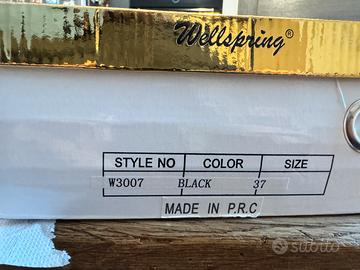 Wellspring®
STYLE NO COLOR SIZE
W3007 BLACK 37
MADE IN P.R.C
subito